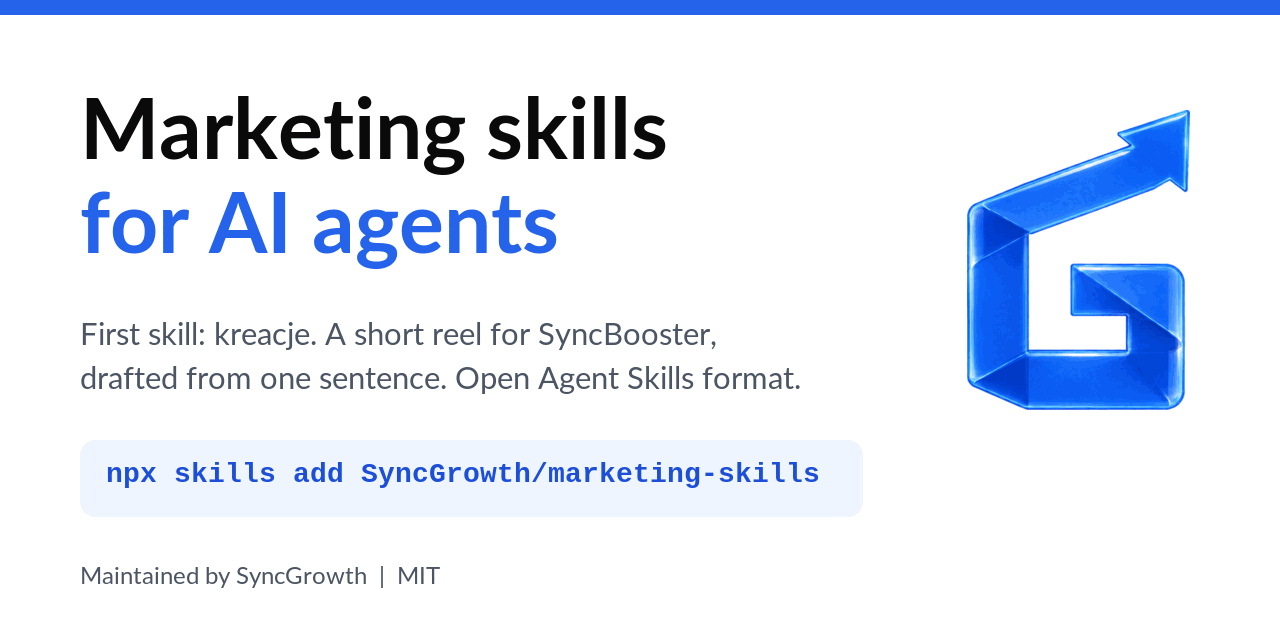 Marketing skills
for AI agents
First skill: kreacje. A short reel for SyncBooster,
drafted from one sentence. Open Agent Skills format.
npx skills add SyncGrowth/marketing-skills
Maintained by SyncGrowth | MIT